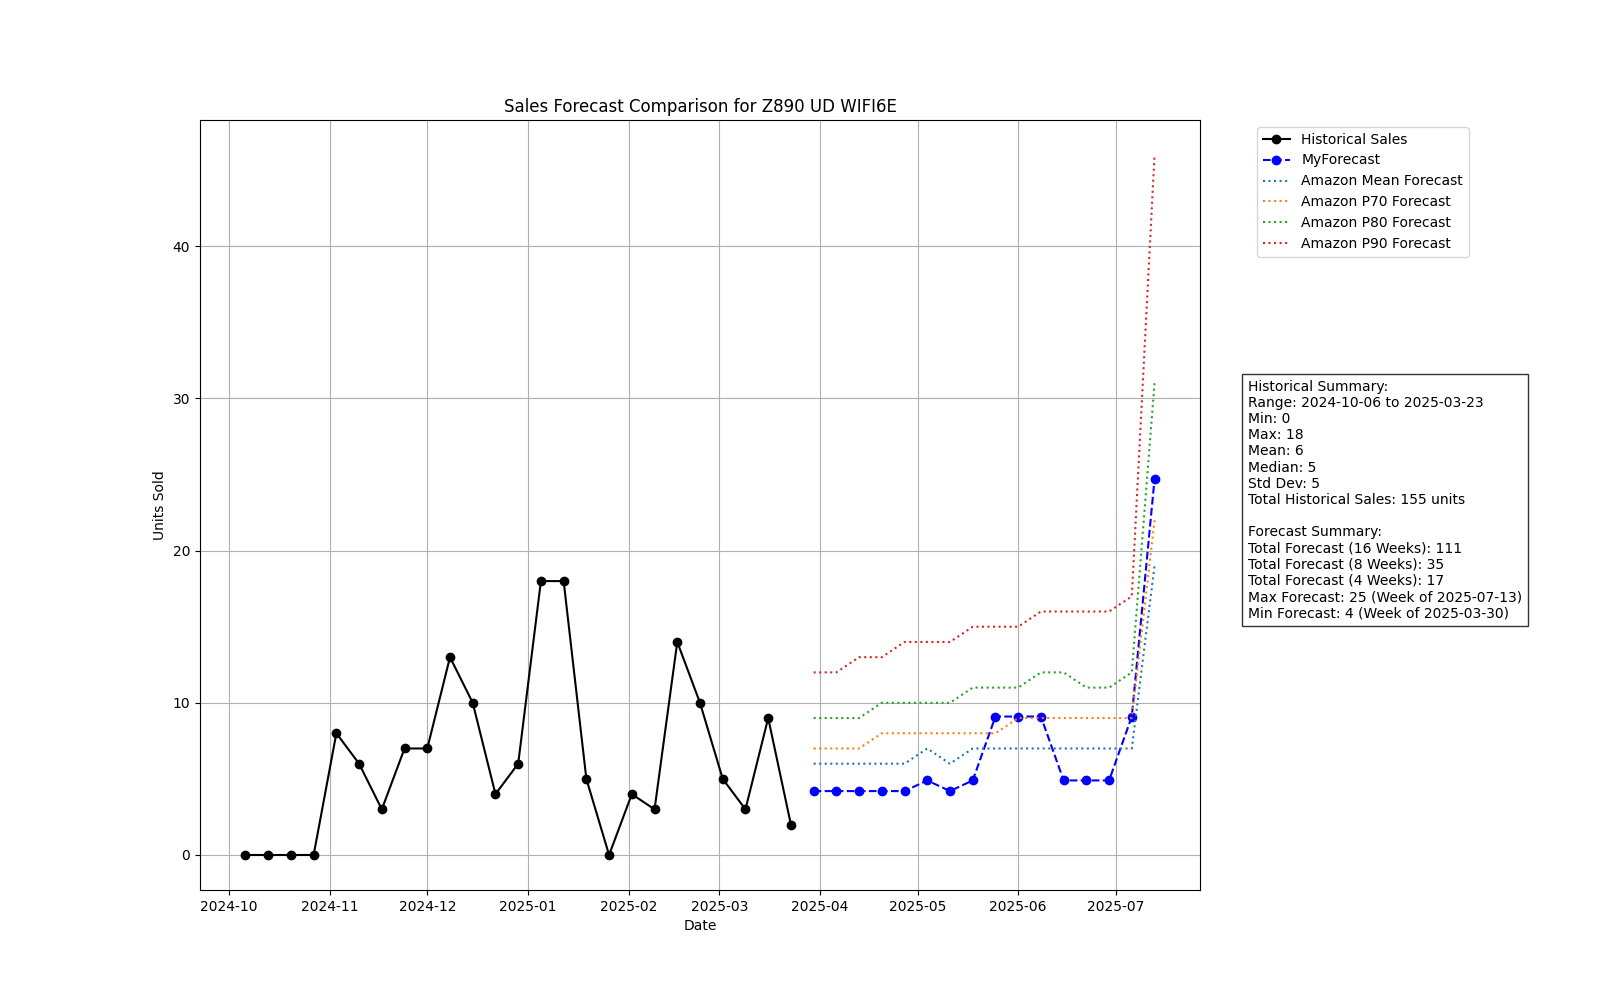 Sales Forecast Comparison for Z890 UD WIFI6E
Historical Sales
MyForecast
Amazon Mean Forecast
Amazon P70 Forecast
Amazon P80 Forecast
Amazon P90 Forecast
40
30
20
10
0
Units Sold
2024-10
2024-11
2024-12
2025-01
2025-02
2025-03
2025-04
2025-05
2025-06
2025-07
Date
Historical Summary:
Range: 2024-10-06 to 2025-03-23
Min: 0
Max: 18
Mean: 6
Median: 5
Std Dev: 5
Total Historical Sales: 155 units
Forecast Summary:
Total Forecast (16 Weeks): 111
Total Forecast (8 Weeks): 35
Total Forecast (4 Weeks): 17
Max Forecast: 25 (Week of 2025-07-13)
Min Forecast: 4 (Week of 2025-03-30)